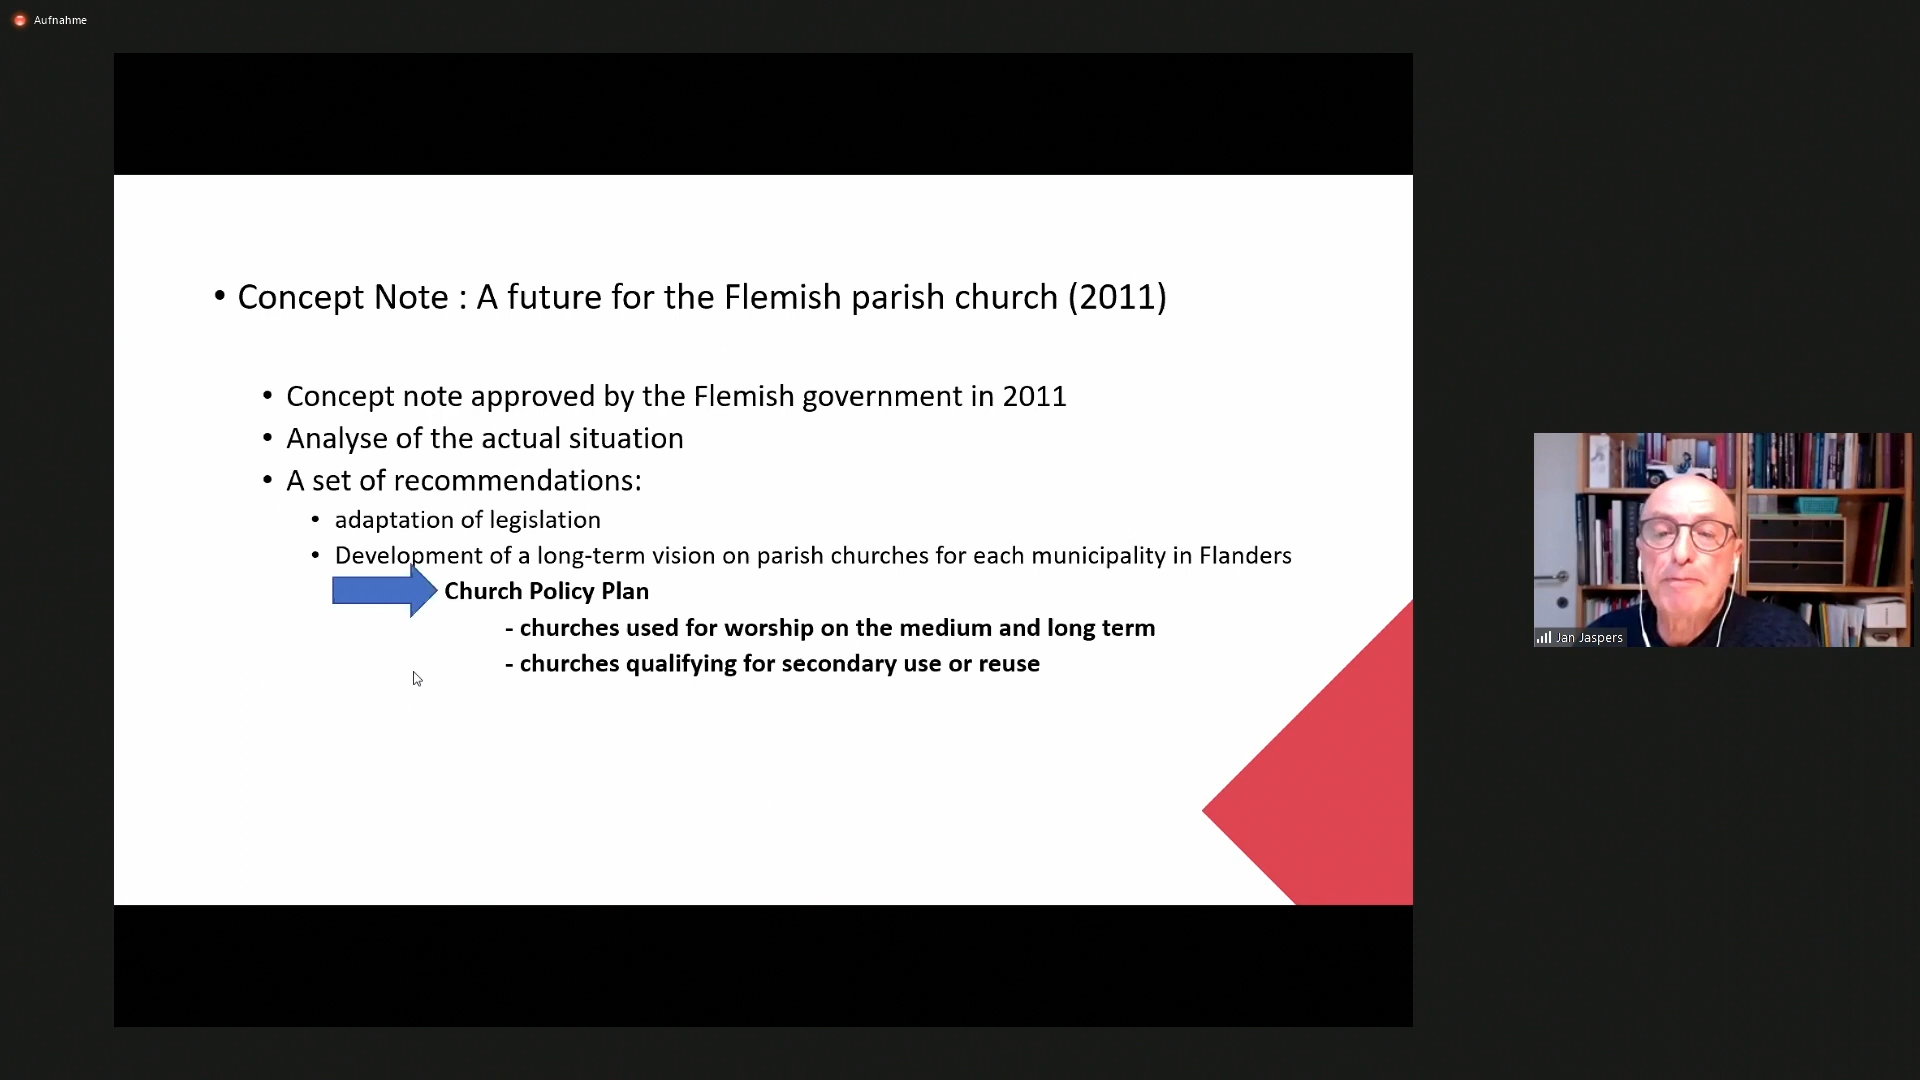 Aufnahme
• Concept Note : A future for the Flemish parish church (2011)
• Concept note approved by the Flemish government in 2011
• Analyse of the actual situation
• A set of recommendations:
• adaptation of legislation
• Development of a long-term vision on parish churches for each municipality in Flanders
Church Policy Plan
- churches used for worship on the medium and long term
- churches qualifying for secondary use or reuse
Jan Jaspers